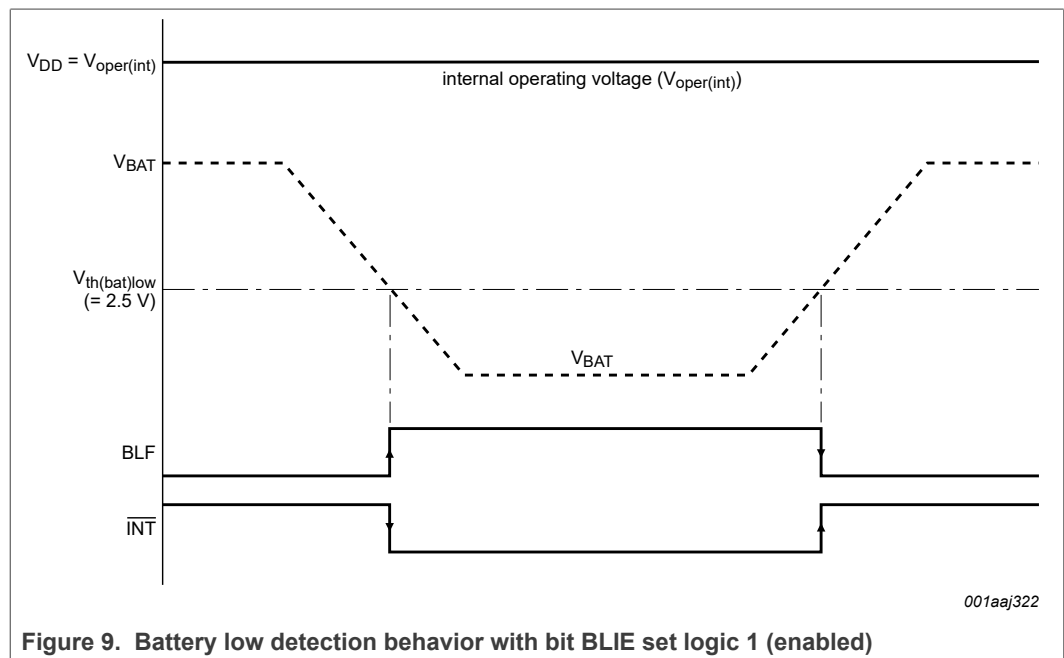 V_DD = V_oper(int)
internal operating voltage (V_oper(int))
V_BAT
V_th(bat)low
(= 2.5 V)
V_BAT
BLF
I̅N̅T̅
001aaj322
Figure 9. Battery low detection behavior with bit BLIE set logic 1 (enabled)